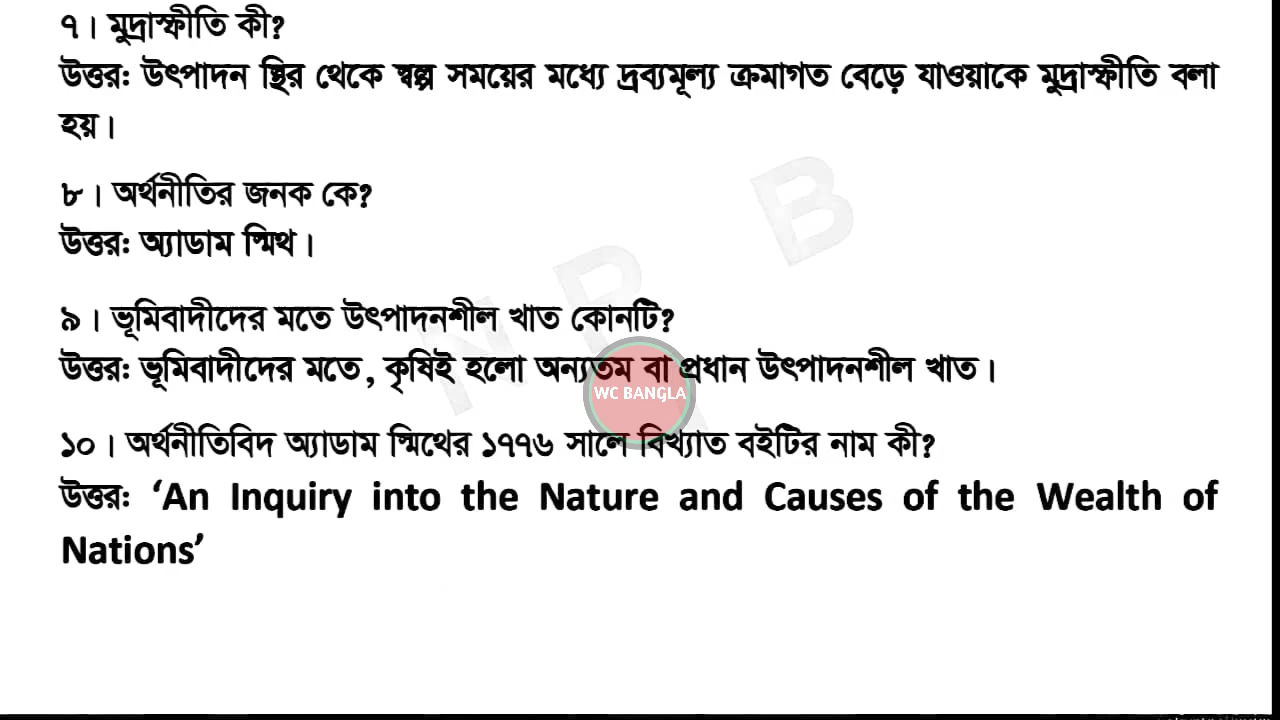 ৭। মুদ্রাস্ফীতি কী?
উত্তর: উৎপাদন স্থির থেকে স্বল্প সময়ের মধ্যে দ্রব্যমূল্য ক্রমাগত বেড়ে যাওয়াকে মুদ্রাস্ফীতি বলা
হয়।
৮। অর্থনীতির জনক কে?
উত্তর: অ্যাডাম স্মিথ।
৯। ভূমিবাদীদের মতে উৎপাদনশীল খাত কোনটি?
উত্তর: ভূমিবাদীদের মতে, কৃষিই হলো অন্যতম বা প্রধান উৎপাদনশীল খাত।
WC BANGLA
১০। অর্থনীতিবিদ অ্যাডাম স্মিথের ১৭৭৬ সালে বিখ্যাত বইটির নাম কী?
উত্তর: ‘An Inquiry into the Nature and Causes of the Wealth of
Nations’